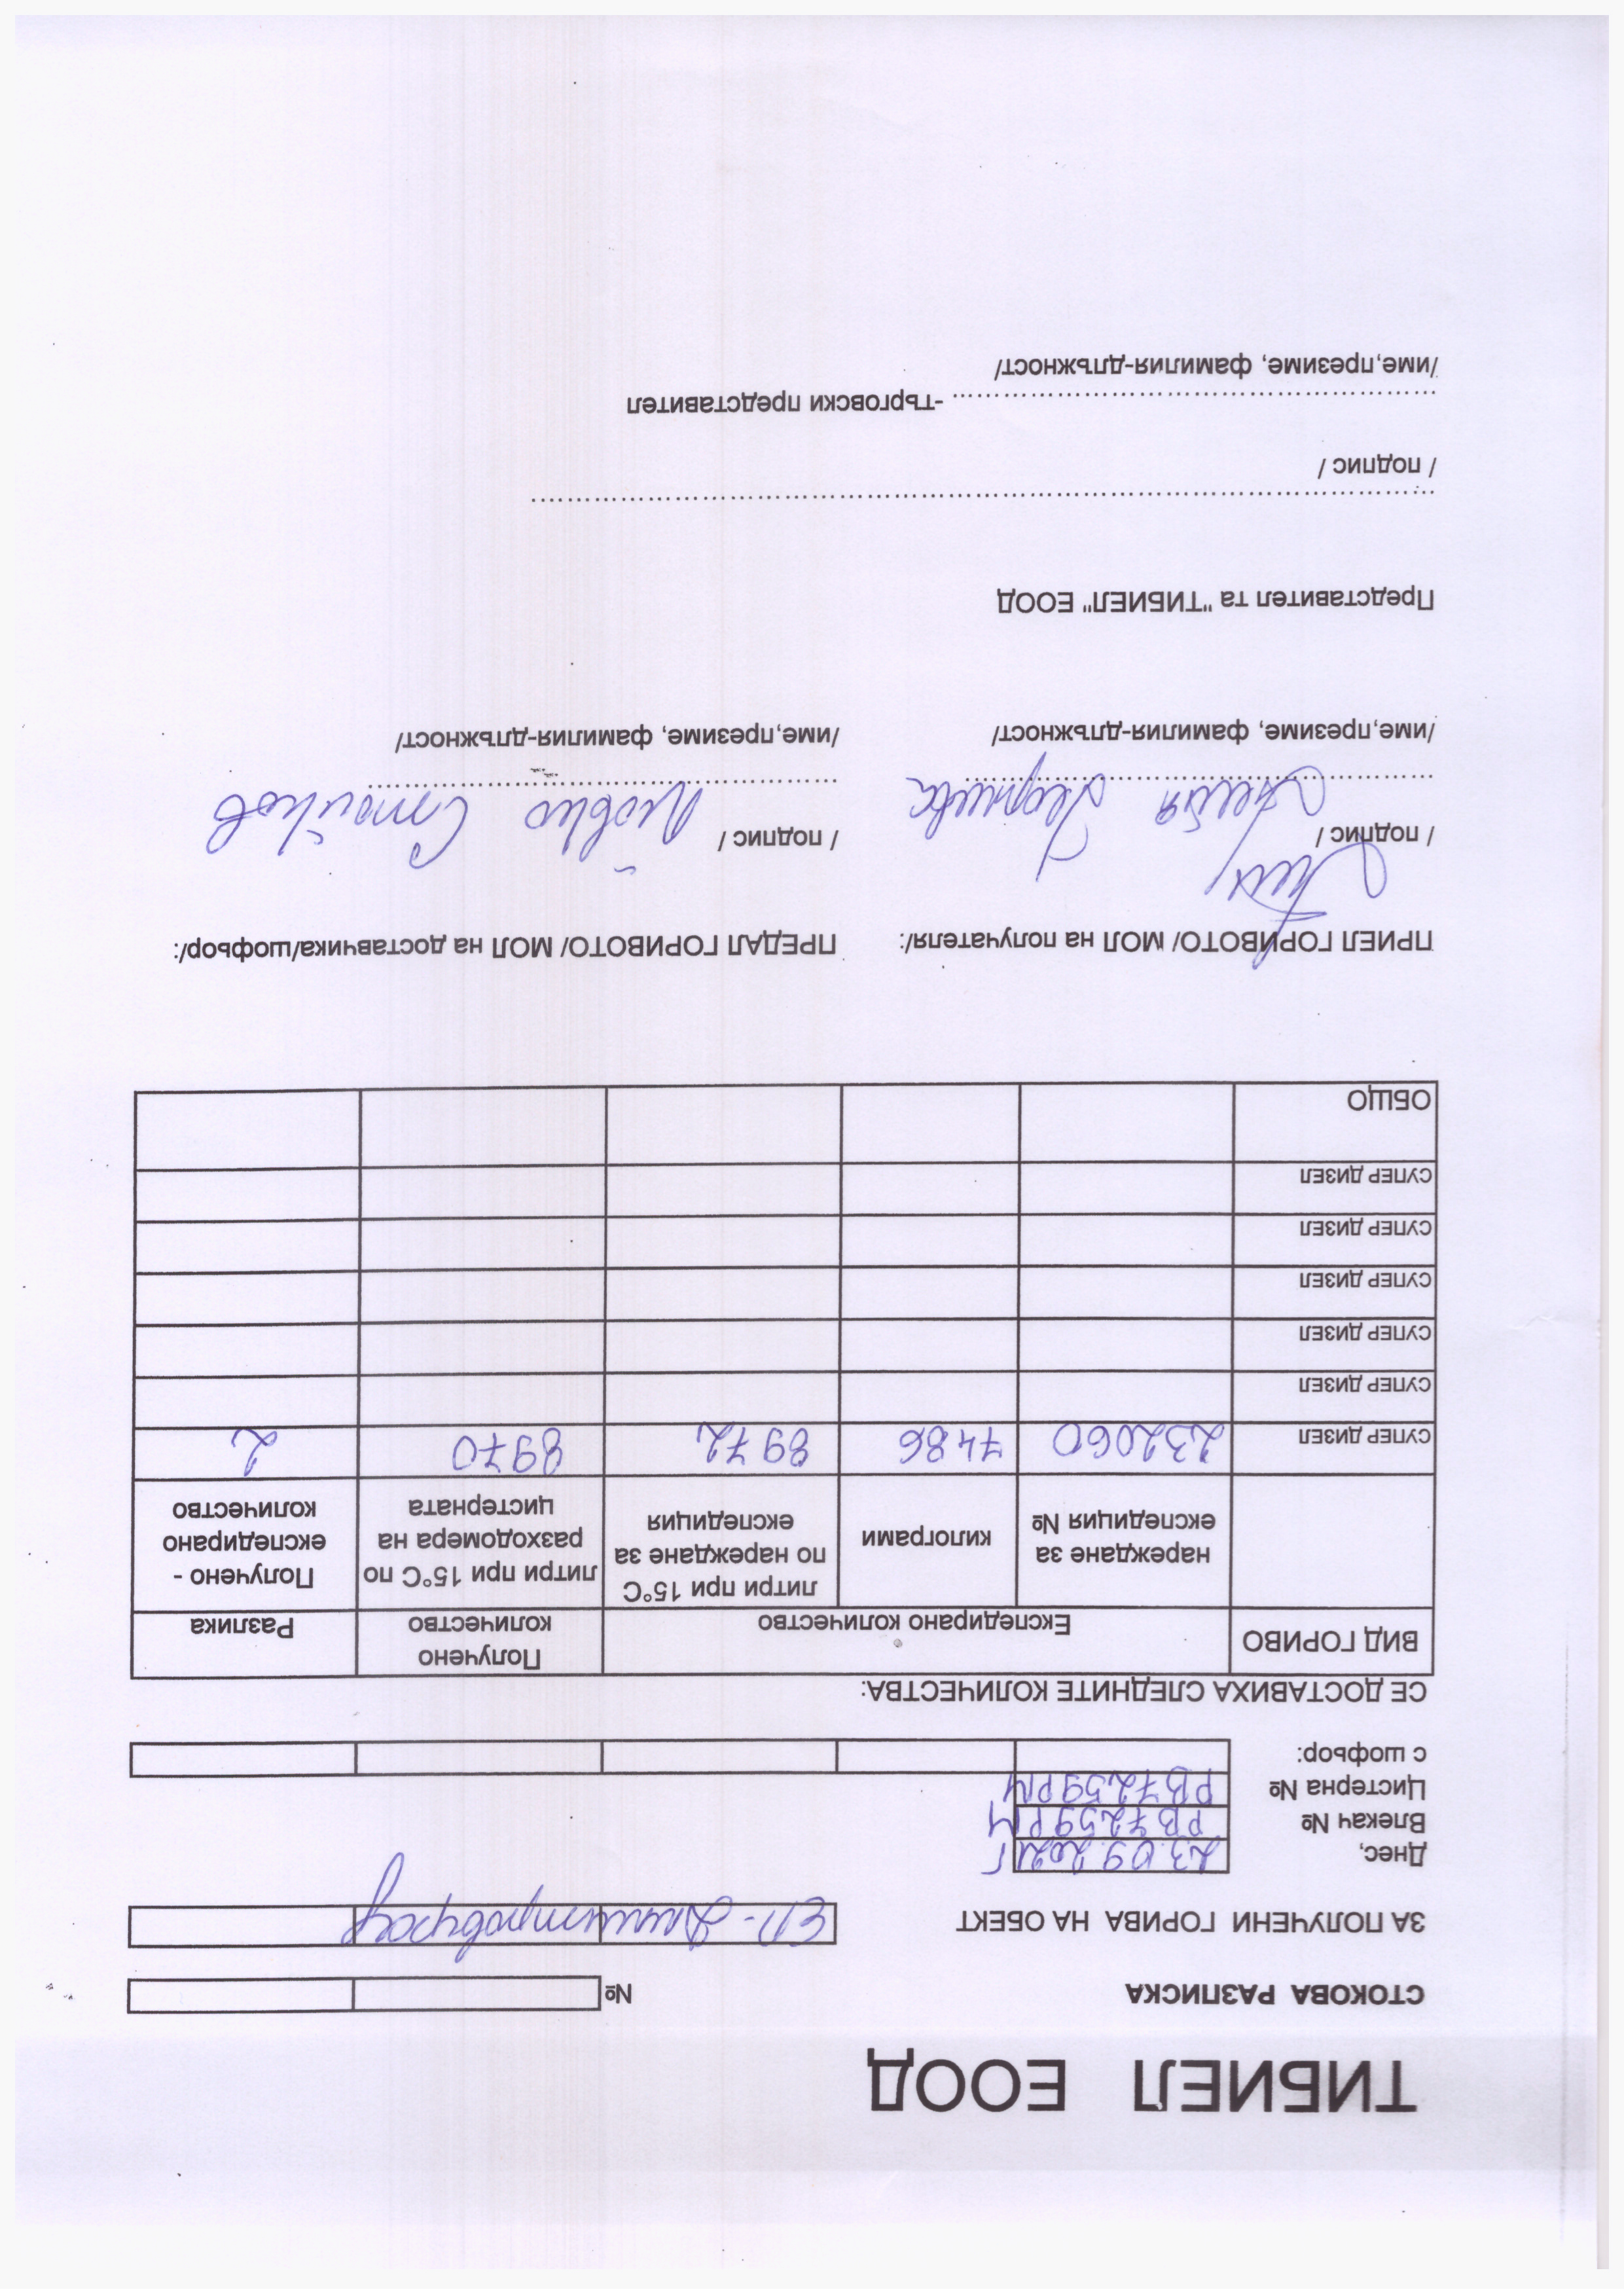 ТИБИЕЛ ЕООД
СТОКОВА РАЗПИСКА №
ЗА ПОЛУЧЕНИ ГОРИВА НА ОБЕКТ ЕП - Димитровград
Днес, 23.09.2021г
Влекач № РВ7259РМ
Цистерна № РВ7259РМ
с шофьор:
СЕ ДОСТАВИХА СЛЕДНИТЕ КОЛИЧЕСТВА:
ВИД ГОРИВО Експедирано количество Получено количество Разлика
нареждане за експедиция № килограми литри при 15°С по нареждане за експедиция литри при 15°С по разходомера на цистерната Получено - експедирано количество
СУПЕР ДИЗЕЛ 232060 7486 8972 8970 2
СУПЕР ДИЗЕЛ
СУПЕР ДИЗЕЛ
СУПЕР ДИЗЕЛ
СУПЕР ДИЗЕЛ
СУПЕР ДИЗЕЛ
ОБЩО
ПРИЕЛ ГОРИВОТО/ МОЛ на получателя/: ПРЕДАЛ ГОРИВОТО/ МОЛ на доставчика/шофьор/:
/ подпис / / подпис / Стойков
/име,презиме, фамилия-длъжност/ /име,презиме, фамилия-длъжност/
Представител та "ТИБИЕЛ" ЕООД
/ подпис /
-търговски представител
/име,презиме, фамилия-длъжност/